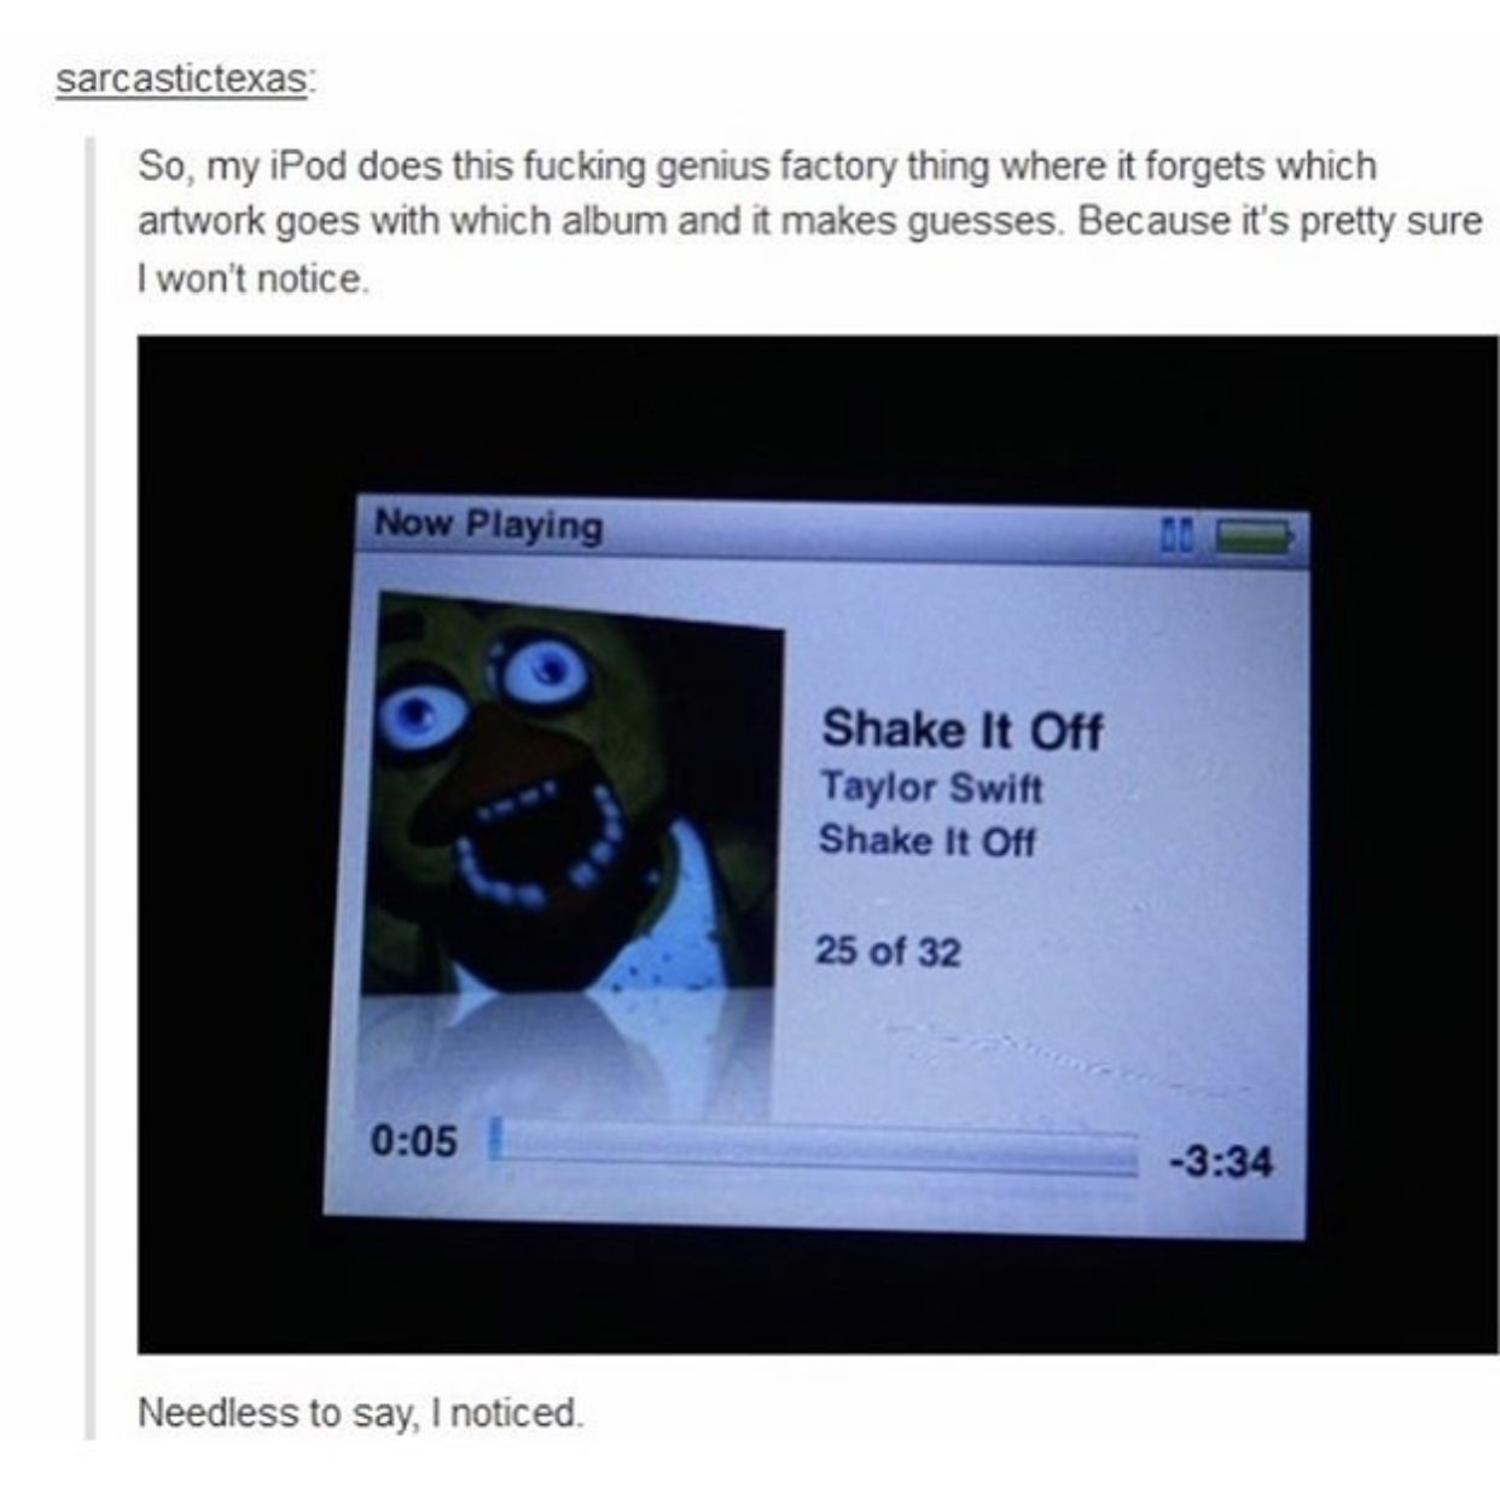 sarcastictexas:
So, my iPod does this fucking genius factory thing where it forgets which
artwork goes with which album and it makes guesses. Because it's pretty sure
I won't notice.
Now Playing
Shake It Off
Taylor Swift
Shake It Off
25 of 32
0:05
-3:34
Needless to say, I noticed.